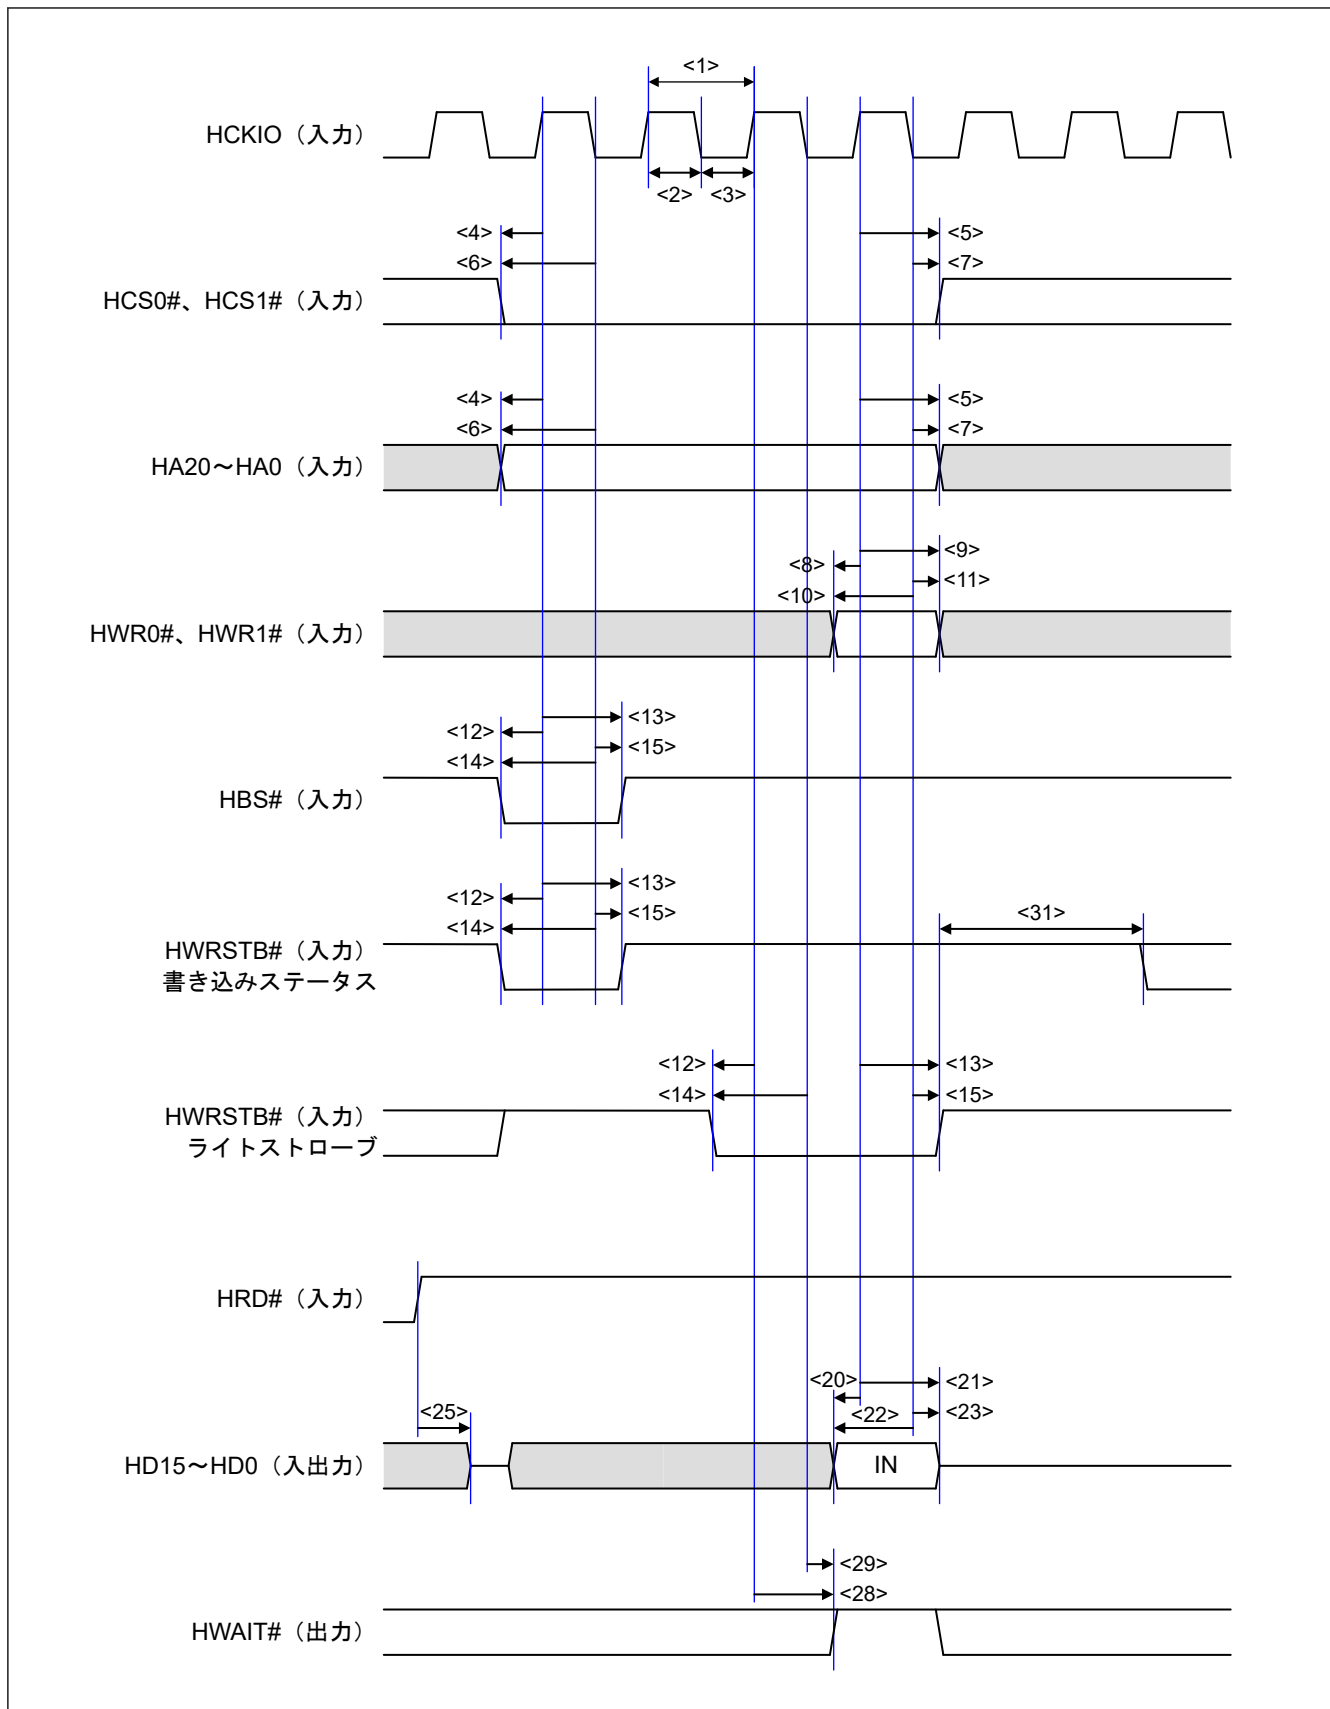 <1>
HCKIO（入力）
<2>
<3>
<4>
<5>
<6>
<7>
HCS0#、HCS1#（入力）
<4>
<5>
<6>
<7>
HA20～HA0（入力）
<9>
<8>
<11>
<10>
HWR0#、HWR1#（入力）
<13>
<12>
<15>
<14>
HBS#（入力）
<13>
<12>
<15>
<31>
<14>
HWRSTB#（入力）
書き込みステータス
<12>
<13>
<14>
<15>
HWRSTB#（入力）
ライトストローブ
HRD#（入力）
<20>
<21>
<25>
<22>
<23>
HD15～HD0（入出力）
IN
<29>
<28>
HWAIT#（出力）